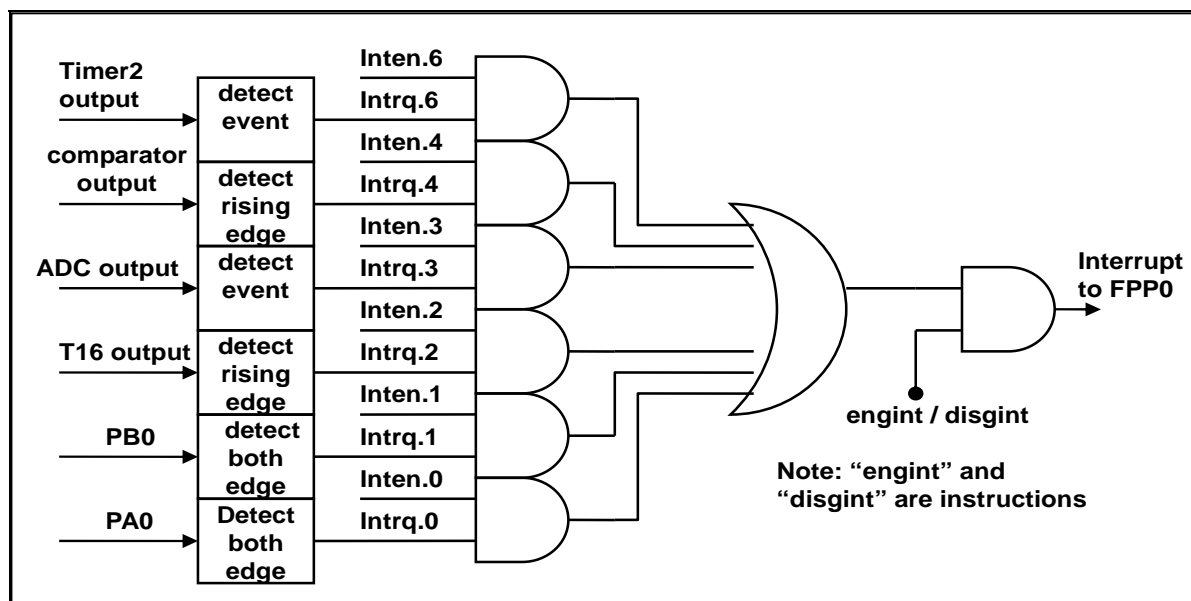 Timer2
output
detect
event
Inten.6
Intrq.6
comparator
output
detect
rising
edge
Inten.4
Intrq.4
ADC output
detect
event
Inten.3
Intrq.3
T16 output
detect
rising
edge
Inten.2
Intrq.2
PB0
detect
both
edge
Inten.1
Intrq.1
PA0
Detect
both
edge
Inten.0
Intrq.0
Interrupt
to FPP0
engint / disgint
Note: “engint” and
“disgint” are instructions